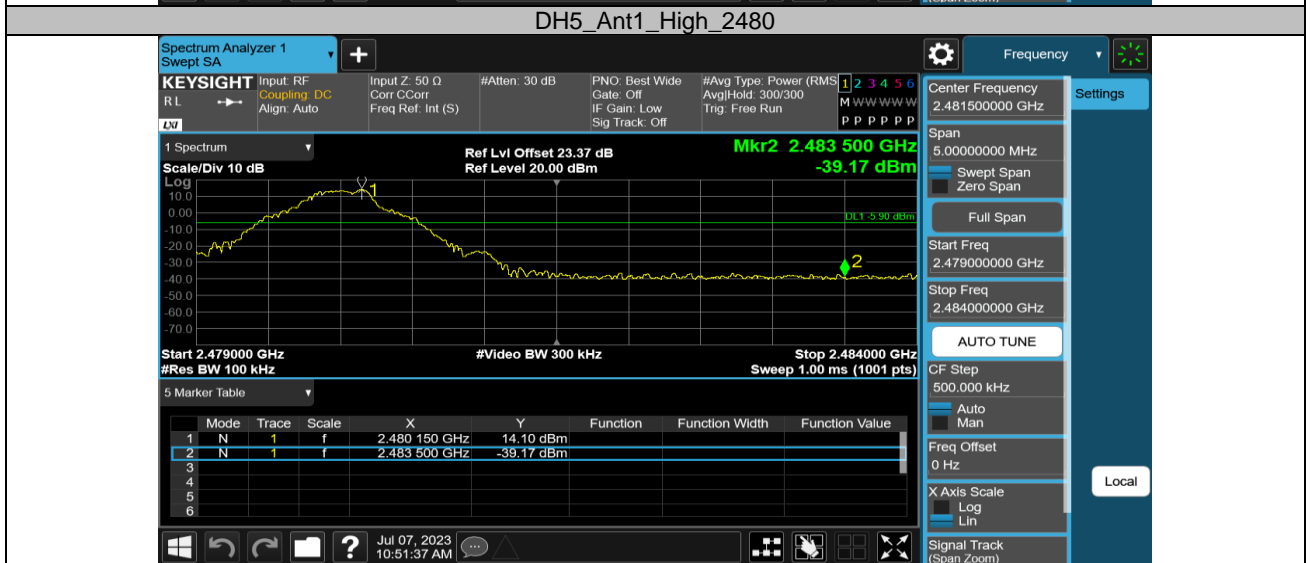 (Span Zoom)
DH5_Ant1_High_2480
Spectrum Analyzer 1
Swept SA
Frequency
KEYSIGHT
R L
LXI
Input: RF
Coupling: DC
Align: Auto
Input Z: 50 Ω
Corr CCorr
Freq Ref: Int (S)
#Atten: 30 dB
PNO: Best Wide
Gate: Off
IF Gain: Low
Sig Track: Off
#Avg Type: Power (RMS
Avg|Hold: 300/300
Trig: Free Run
1 2 3 4 5 6
M W W W W W
P P P P P P
1 Spectrum
Scale/Div 10 dB
Ref Lvl Offset 23.37 dB
Ref Level 20.00 dBm
Mkr2 2.483 500 GHz
-39.17 dBm
Log
10.0
0.00
-10.0
-20.0
-30.0
-40.0
-50.0
-60.0
-70.0
1
DL1 -5.90 dBm
2
Start 2.479000 GHz
#Res BW 100 kHz
#Video BW 300 kHz
Stop 2.484000 GHz
Sweep 1.00 ms (1001 pts)
5 Marker Table
Mode Trace Scale X Y Function Function Width Function Value
1 N 1 f 2.480 150 GHz 14.10 dBm
2 N 1 f 2.483 500 GHz -39.17 dBm
3
4
5
6
Jul 07, 2023
10:51:37 AM
Center Frequency
2.481500000 GHz
Span
5.00000000 MHz
Swept Span
Zero Span
Full Span
Start Freq
2.479000000 GHz
Stop Freq
2.484000000 GHz
AUTO TUNE
CF Step
500.000 kHz
Auto
Man
Freq Offset
0 Hz
X Axis Scale
Log
Lin
Signal Track
(Span Zoom)
Settings
Local